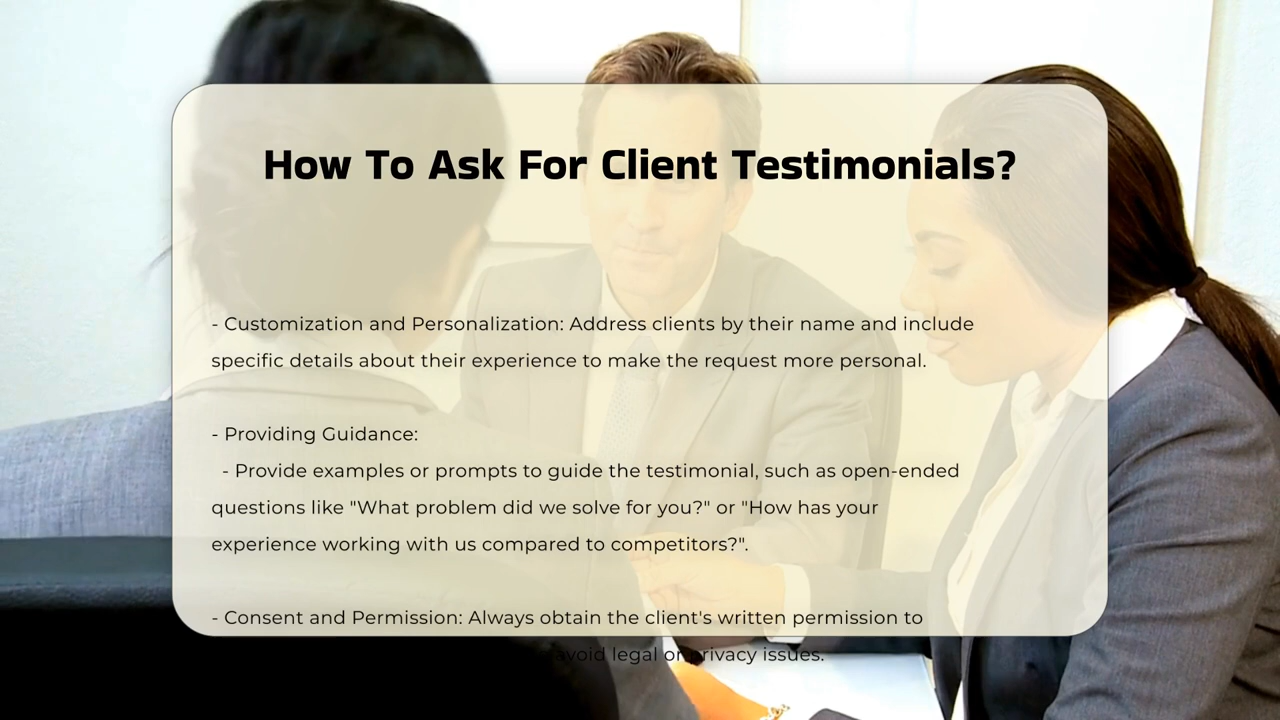 How To Ask For Client Testimonials?
- Customization and Personalization: Address clients by their name and include
specific details about their experience to make the request more personal.
- Providing Guidance:
- Provide examples or prompts to guide the testimonial, such as open-ended
questions like "What problem did we solve for you?" or "How has your
experience working with us compared to competitors?".
- Consent and Permission: Always obtain the client's written permission to
avoid legal or privacy issues.